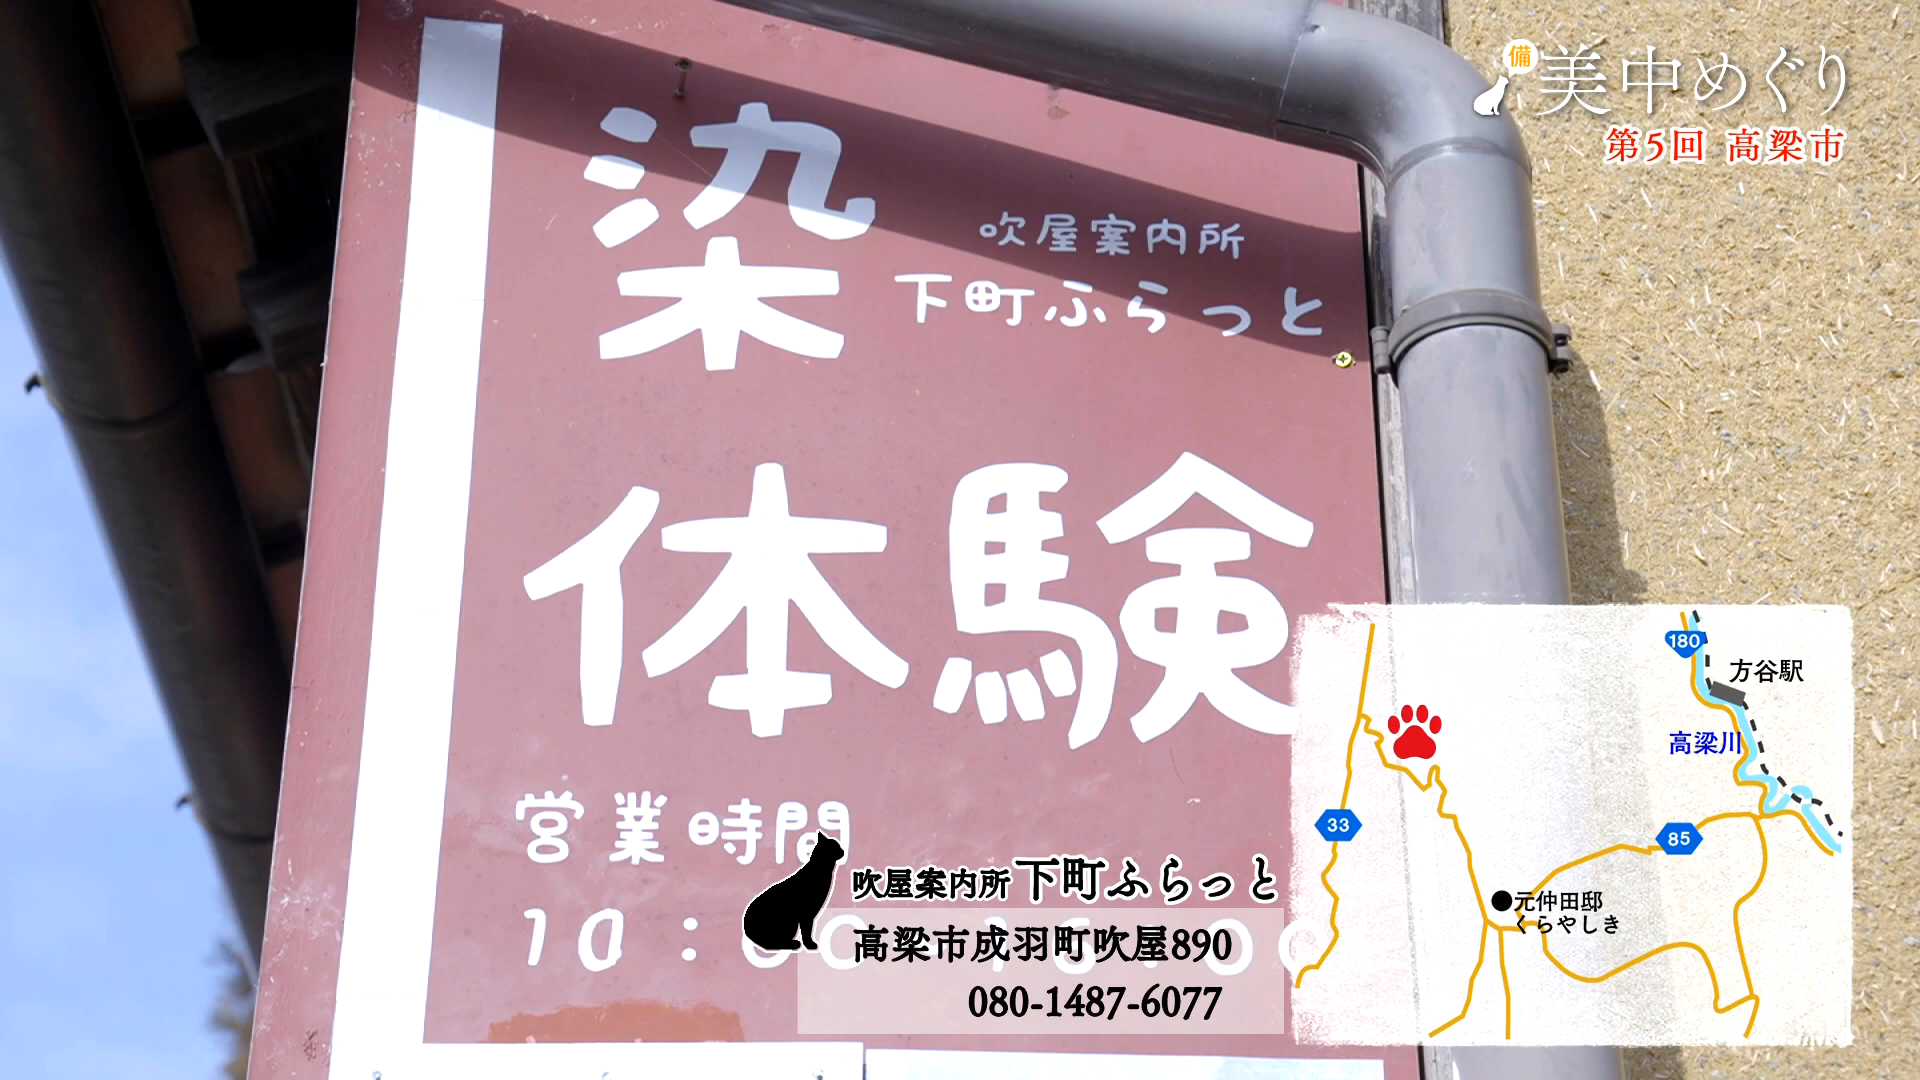 備
美中めぐり
第5回 高梁市
染
体験
吹屋案内所
下町ふらっと
営業時間
10:00-16:00
吹屋案内所 下町ふらっと
高梁市成羽町吹屋890
080-1487-6077
180
方谷駅
高梁川
33
85
元仲田邸
くらやしき